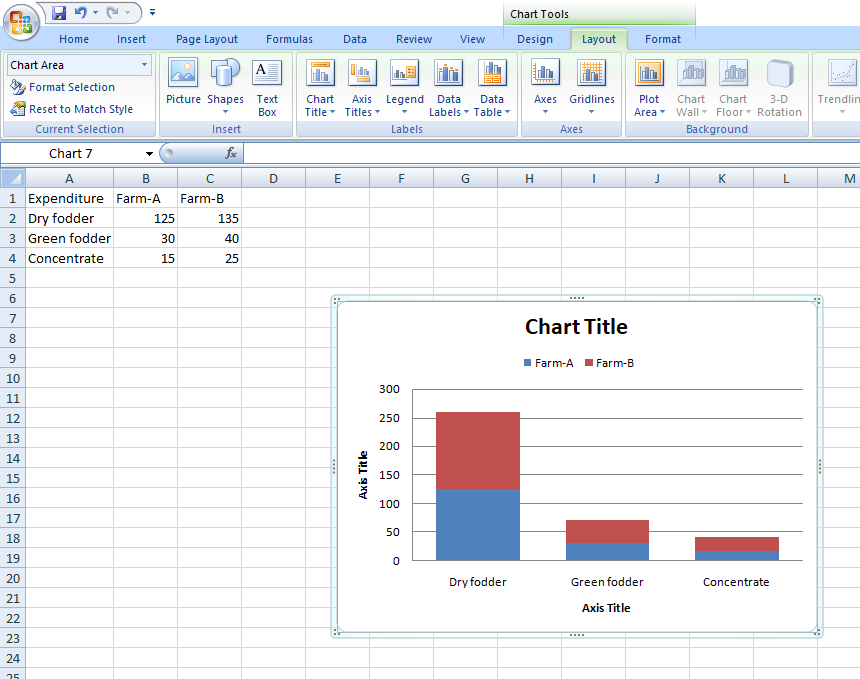 Chart Tools
Home Insert Page Layout Formulas Data Review View Design Layout Format
Chart Area
Format Selection
Reset to Match Style
Current Selection
Picture Shapes Text Box
Insert
Chart Title Axis Titles Legend Data Labels Data Table
Labels
Axes Gridlines
Axes
Plot Area Chart Wall Chart Floor 3-D Rotation
Background
Trendlin
Chart 7 fx
A B C D E F G H I J K L M
1 Expenditure Farm-A Farm-B
2 Dry fodder 125 135
3 Green fodder 30 40
4 Concentrate 15 25
5
6
7
8
9
10
11
12
13
14
15
16
17
18
19
20
21
22
23
24
25
Chart Title
Farm-A Farm-B
300
250
200
150
100
50
0
Axis Title
Dry fodder Green fodder Concentrate
Axis Title